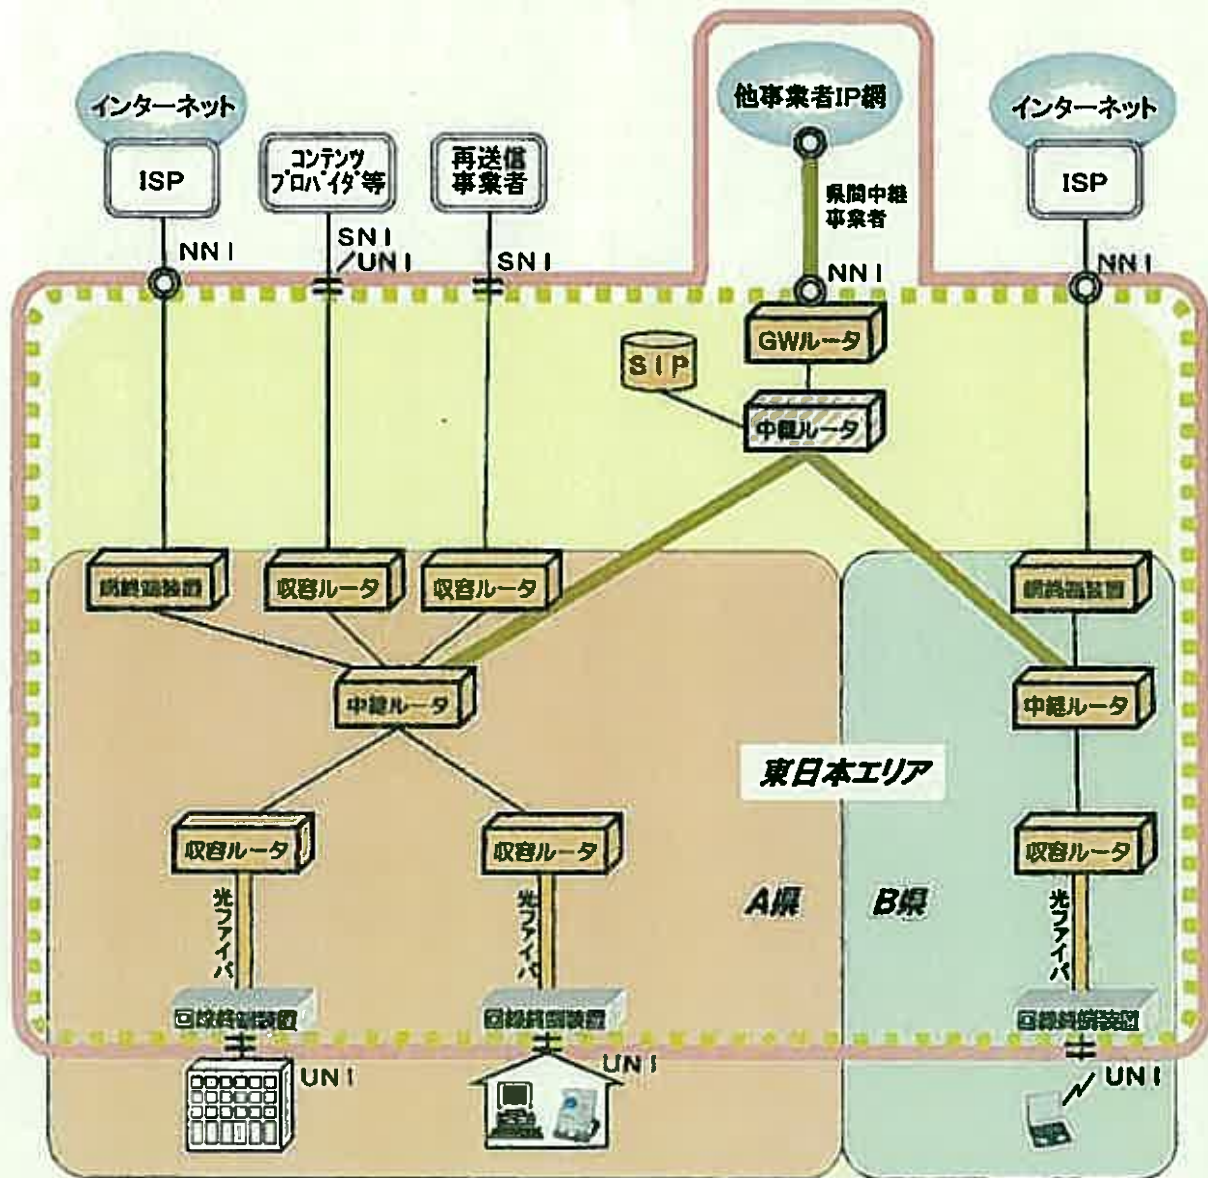 インターネット
他事業者IP網
インターネット
ISP
コンテンツ
プロバイダ等
再送信
事業者
ISP
県間中継
事業者
NNI
SNI
/UNI
SNI
NNI
NNI
GWルータ
SIP
中継ルータ
網終端装置
収容ルータ
収容ルータ
網終端装置
中継ルータ
中継ルータ
東日本エリア
収容ルータ
収容ルータ
収容ルータ
光ファイバ
光ファイバ
A県
B県
光ファイバ
回線終端装置
回線終端装置
回線終端装置
UNI
UNI
UNI